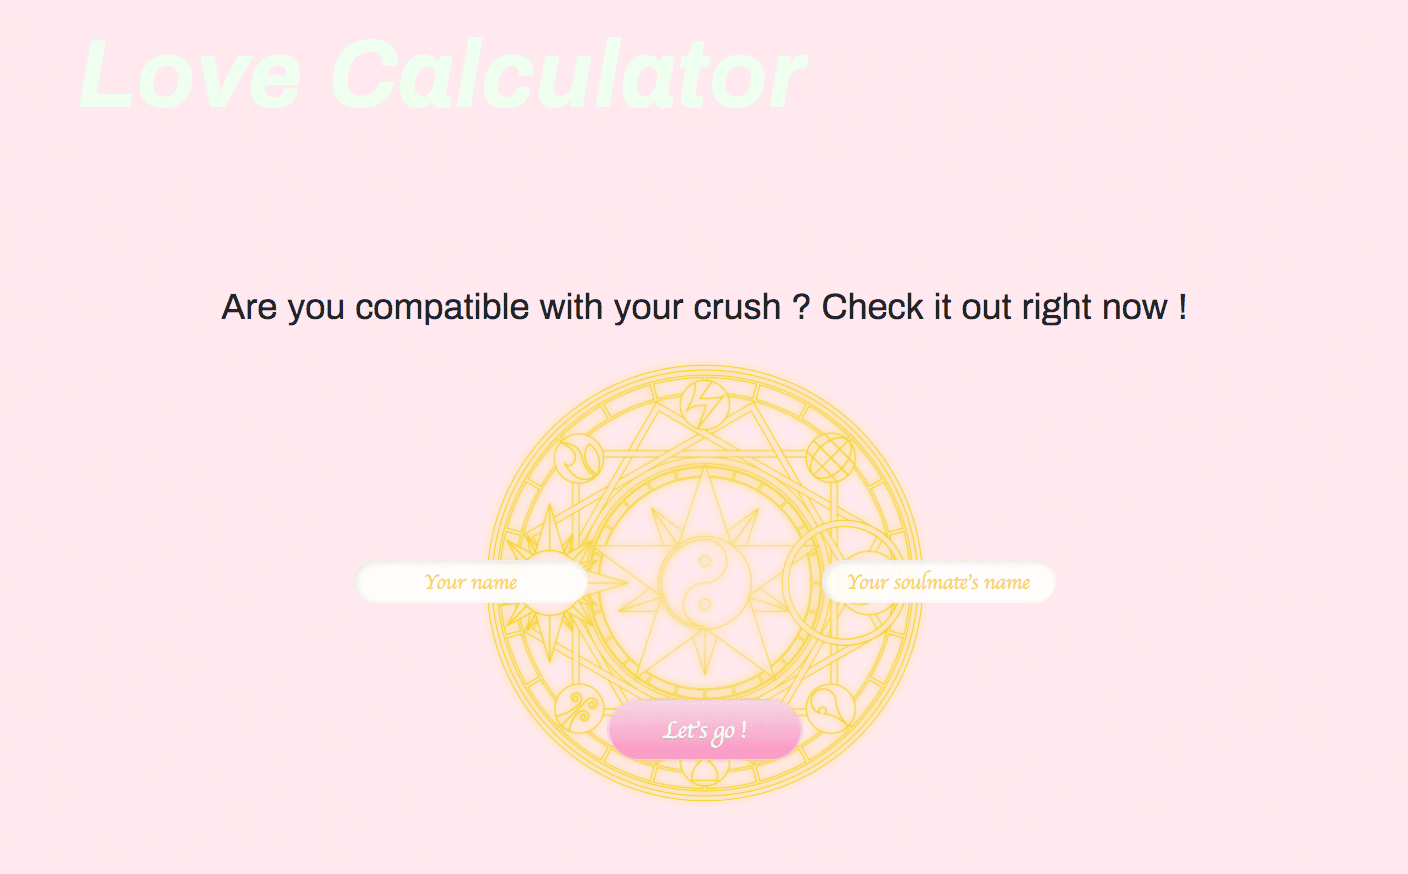 Love Calculator
Are you compatible with your crush ? Check it out right now !
Your name
Your soulmate's name
Let's go !